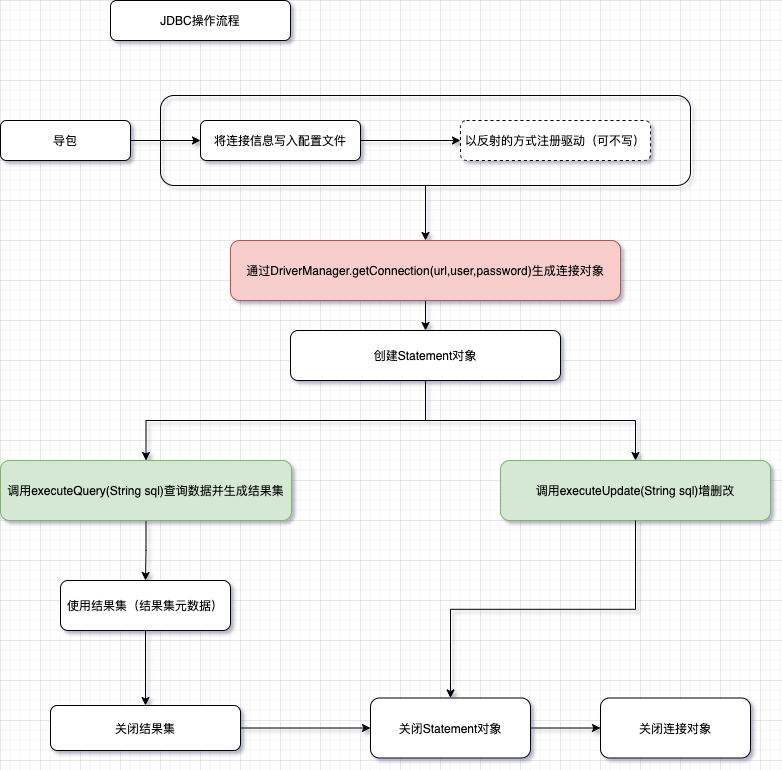 JDBC操作流程
导包
将连接信息写入配置文件
以反射的方式注册驱动（可不写）
通过DriverManager.getConnection(url,user,password)生成连接对象
创建Statement对象
调用executeQuery(String sql)查询数据并生成结果集
调用executeUpdate(String sql)增删改
使用结果集（结果集元数据）
关闭结果集
关闭Statement对象
关闭连接对象